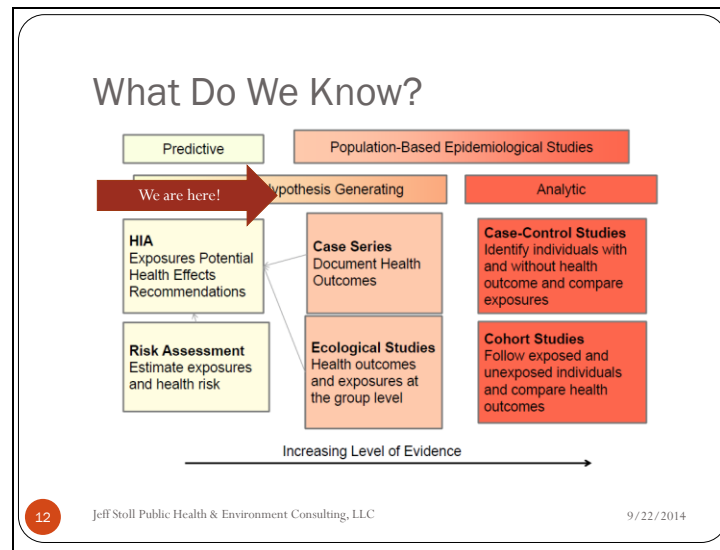 What Do We Know?
Predictive
Population-Based Epidemiological Studies
We are here!
ypothesis Generating
Analytic
HIA
Exposures Potential
Health Effects
Recommendations
Case Series
Document Health
Outcomes
Case-Control Studies
Identify individuals with
and without health
outcome and compare
exposures
Risk Assessment
Estimate exposures
and health risk
Ecological Studies
Health outcomes
and exposures at
the group level
Cohort Studies
Follow exposed and
unexposed individuals
and compare health
outcomes
Increasing Level of Evidence
12
Jeff Stoll Public Health & Environment Consulting, LLC
9/22/2014